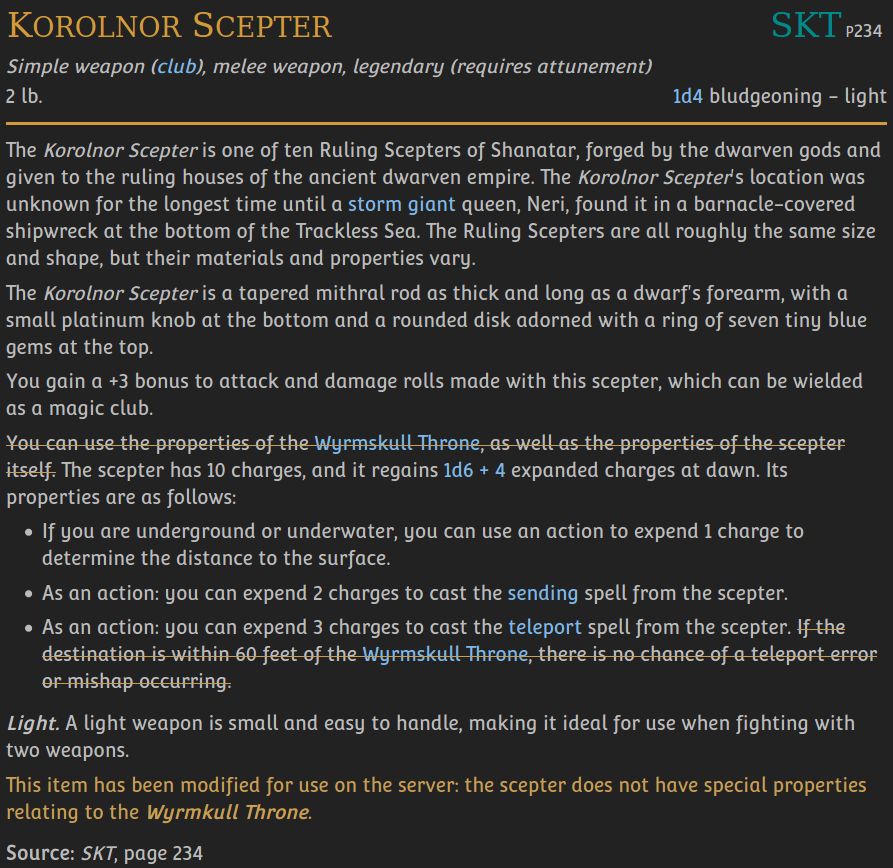 KOROLNOR SCEPTER SKT P234
Simple weapon (club), melee weapon, legendary (requires attunement)
2 lb. 1d4 bludgeoning – light
The Korolnor Scepter is one of ten Ruling Scepters of Shanatar, forged by the dwarven gods and
given to the ruling houses of the ancient dwarven empire. The Korolnor Scepter's location was
unknown for the longest time until a storm giant queen, Neri, found it in a barnacle-covered
shipwreck at the bottom of the Trackless Sea. The Ruling Scepters are all roughly the same size
and shape, but their materials and properties vary.
The Korolnor Scepter is a tapered mithral rod as thick and long as a dwarf's forearm, with a
small platinum knob at the bottom and a rounded disk adorned with a ring of seven tiny blue
gems at the top.
You gain a +3 bonus to attack and damage rolls made with this scepter, which can be wielded
as a magic club.
You can use the properties of the Wyrmskull Throne, as well as the properties of the scepter
itself. The scepter has 10 charges, and it regains 1d6 + 4 expanded charges at dawn. Its
properties are as follows:
• If you are underground or underwater, you can use an action to expend 1 charge to
determine the distance to the surface.
• As an action: you can expend 2 charges to cast the sending spell from the scepter.
• As an action: you can expend 3 charges to cast the teleport spell from the scepter. If the
destination is within 60 feet of the Wyrmskull Throne, there is no chance of a teleport error
or mishap occurring.
Light. A light weapon is small and easy to handle, making it ideal for use when fighting with
two weapons.
This item has been modified for use on the server: the scepter does not have special properties
relating to the Wyrmkull Throne.
Source: SKT, page 234